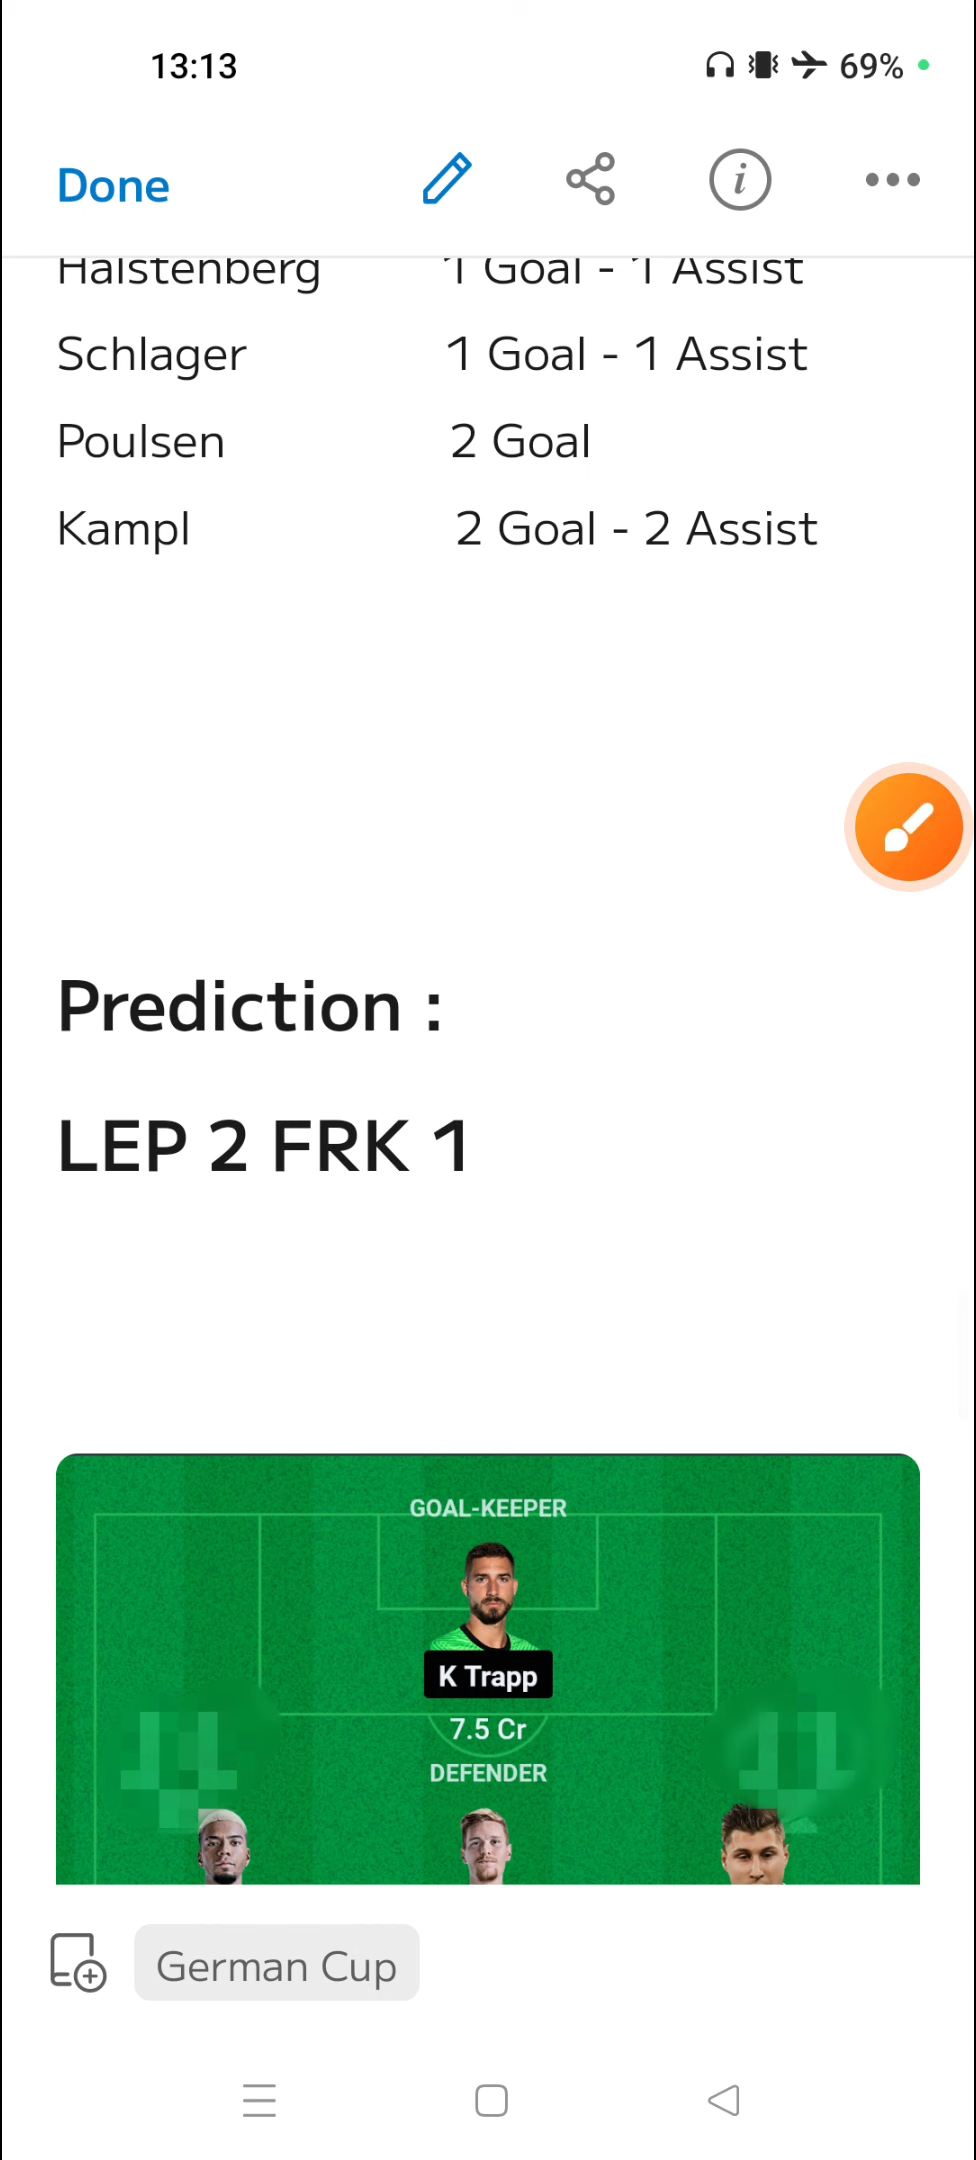 13:13
69%
Done
Halstenberg 1 Goal - 1 Assist
Schlager 1 Goal - 1 Assist
Poulsen 2 Goal
Kampl 2 Goal - 2 Assist
Prediction :
LEP 2 FRK 1
GOAL-KEEPER
K Trapp
7.5 Cr
DEFENDER
German Cup